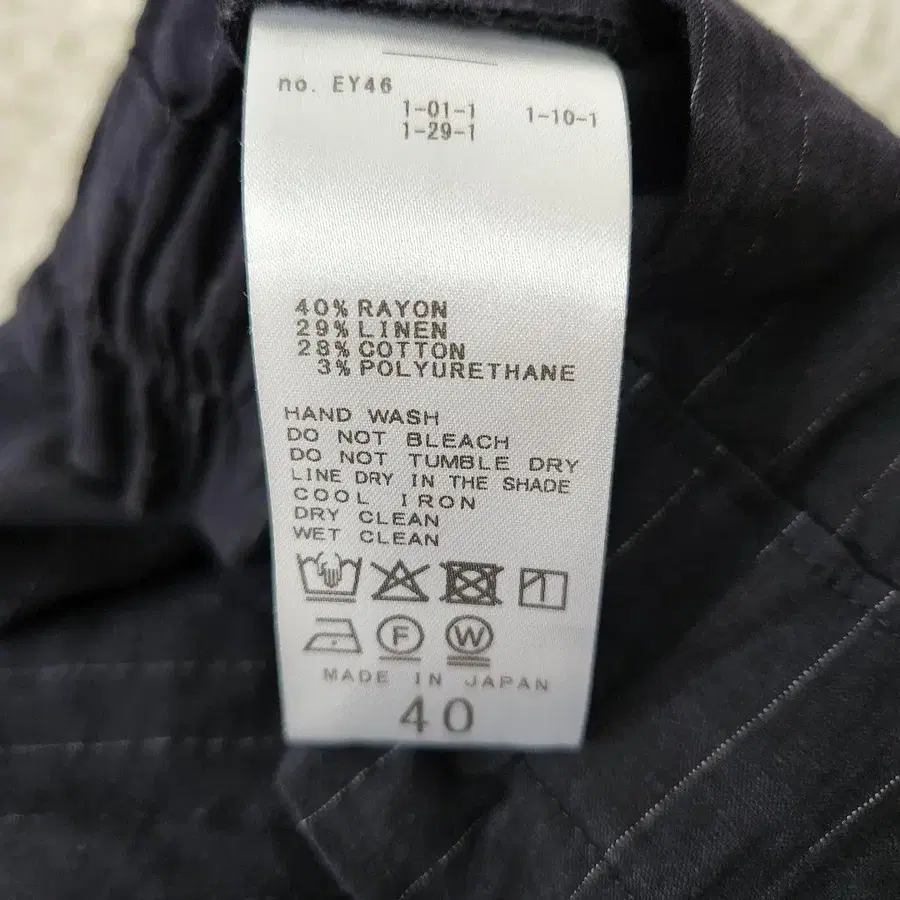 no. EY46
1-01-1 1-10-1
1-29-1
40% RAYON
29% LINEN
28% COTTON
3% POLYURETHANE
HAND WASH
DO NOT BLEACH
DO NOT TUMBLE DRY
LINE DRY IN THE SHADE
COOL IRON
DRY CLEAN
WET CLEAN
F W
MADE IN JAPAN
40